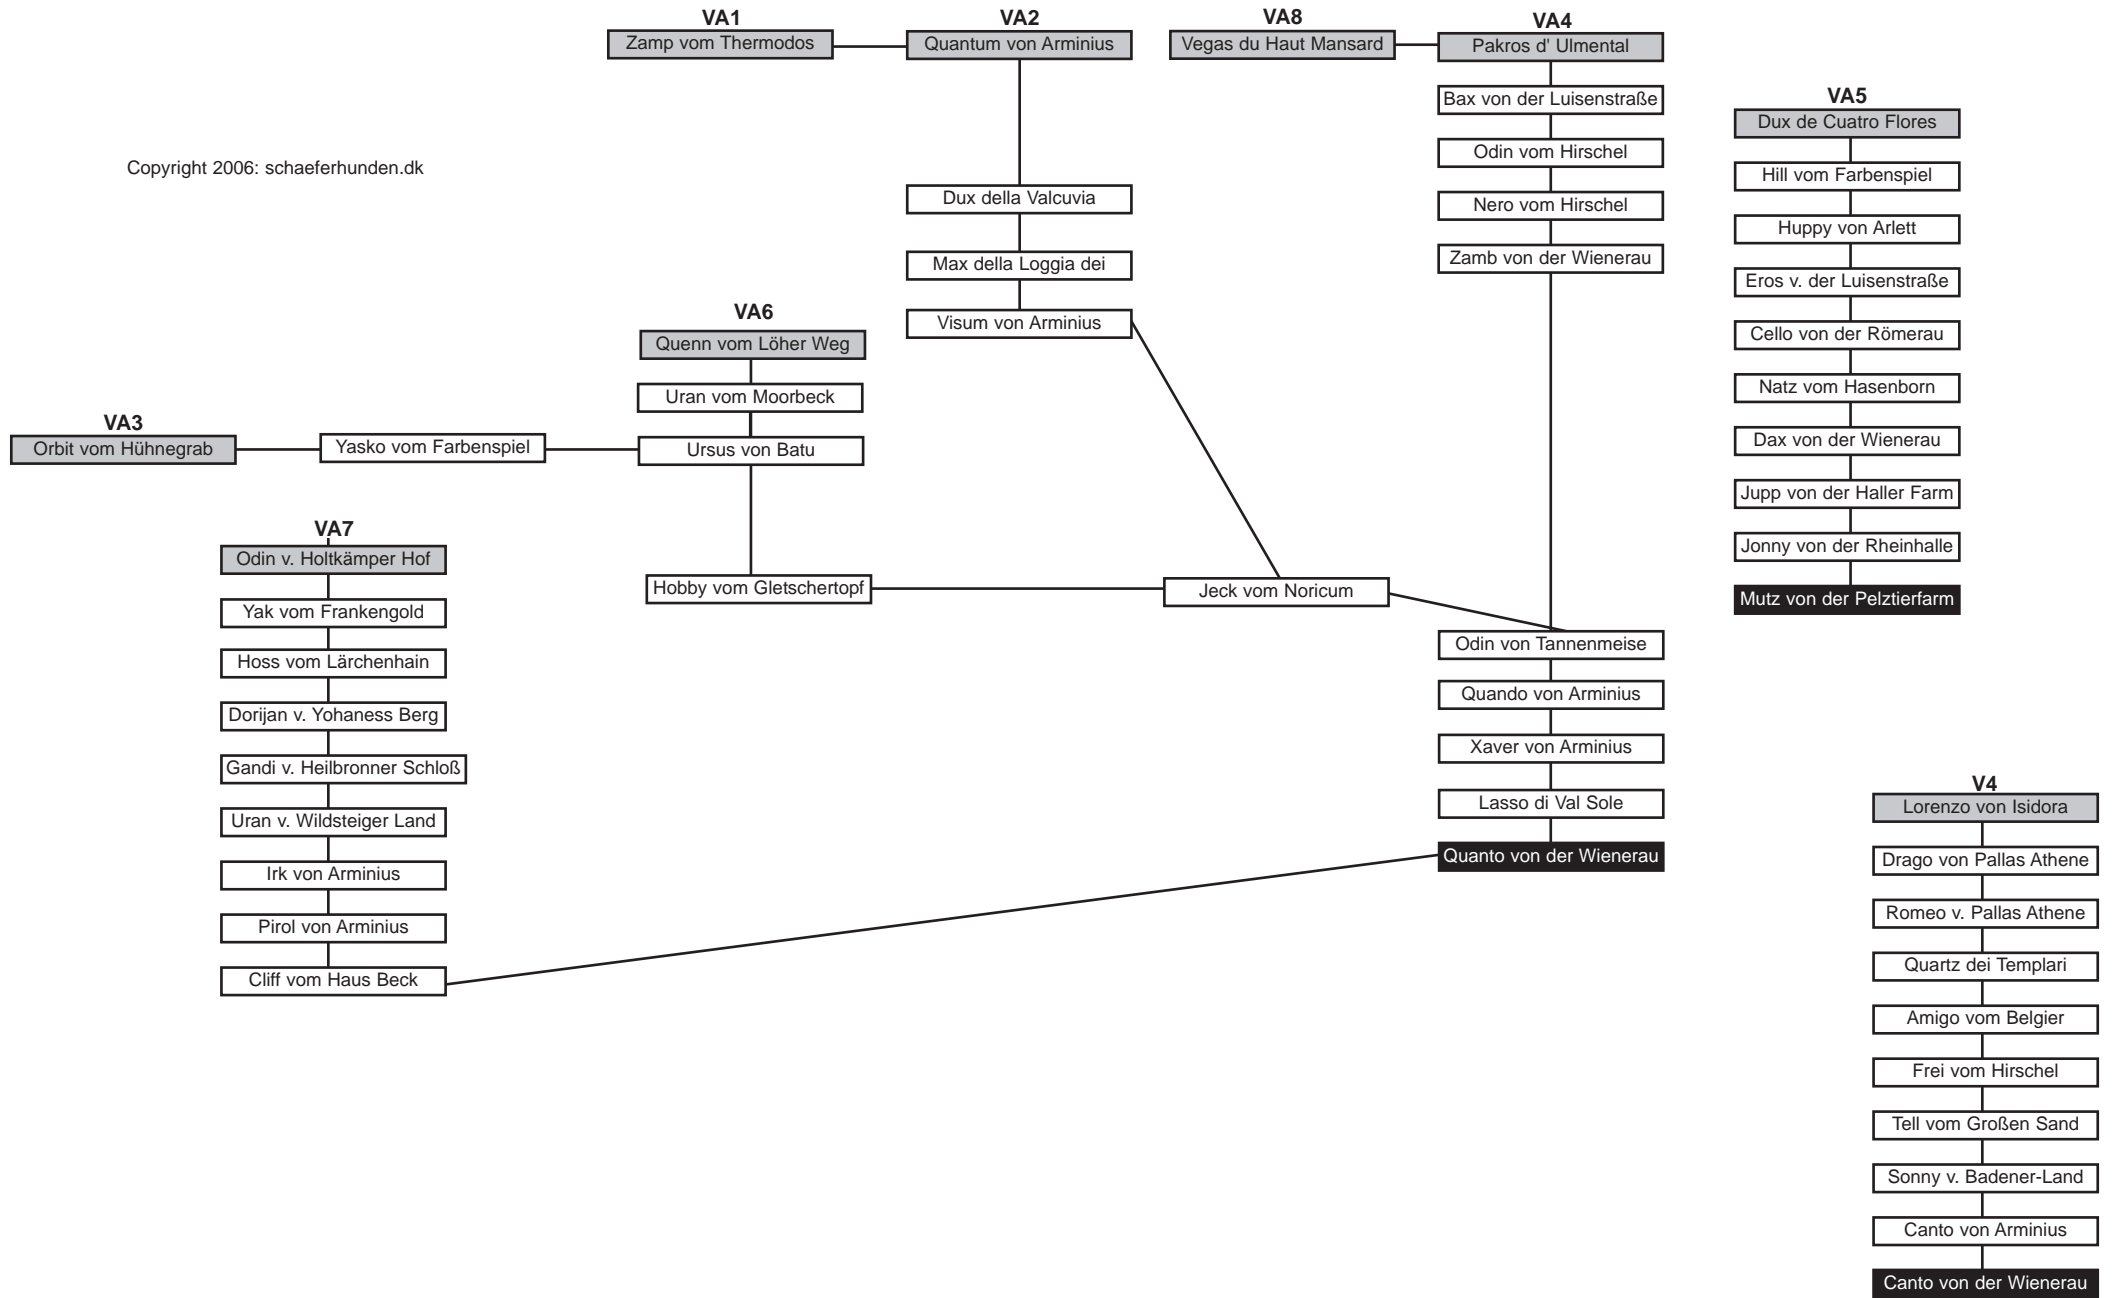 VA1
Zamp vom Thermodos
VA2
Quantum von Arminius
VA8
Vegas du Haut Mansard
VA4
Pakros d' Ulmental
Bax von der Luisenstraße
Odin vom Hirschel
Nero vom Hirschel
Zamb von der Wienerau
VA5
Dux de Cuatro Flores
Hill vom Farbenspiel
Huppy von Arlett
Eros v. der Luisenstraße
Cello von der Römerau
Natz vom Hasenborn
Dax von der Wienerau
Jupp von der Haller Farm
Jonny von der Rheinhalle
Mutz von der Pelztierfarm
Copyright 2006: schaeferhunden.dk
Dux della Valcuvia
Max della Loggia dei
Visum von Arminius
VA6
Quenn vom Löher Weg
Uran vom Moorbeck
Ursus von Batu
VA3
Orbit vom Hühnegrab
Yasko vom Farbenspiel
Hobby vom Gletschertopf
Jeck vom Noricum
VA7
Odin v. Holtkämper Hof
Yak vom Frankengold
Hoss vom Lärchenhain
Dorijan v. Yohaness Berg
Gandi v. Heilbronner Schloß
Uran v. Wildsteiger Land
Irk von Arminius
Pirol von Arminius
Cliff vom Haus Beck
Odin von Tannenmeise
Quando von Arminius
Xaver von Arminius
Lasso di Val Sole
Quanto von der Wienerau
V4
Lorenzo von Isidora
Drago von Pallas Athene
Romeo v. Pallas Athene
Quartz dei Templari
Amigo vom Belgier
Frei vom Hirschel
Tell vom Großen Sand
Sonny v. Badener-Land
Canto von Arminius
Canto von der Wienerau